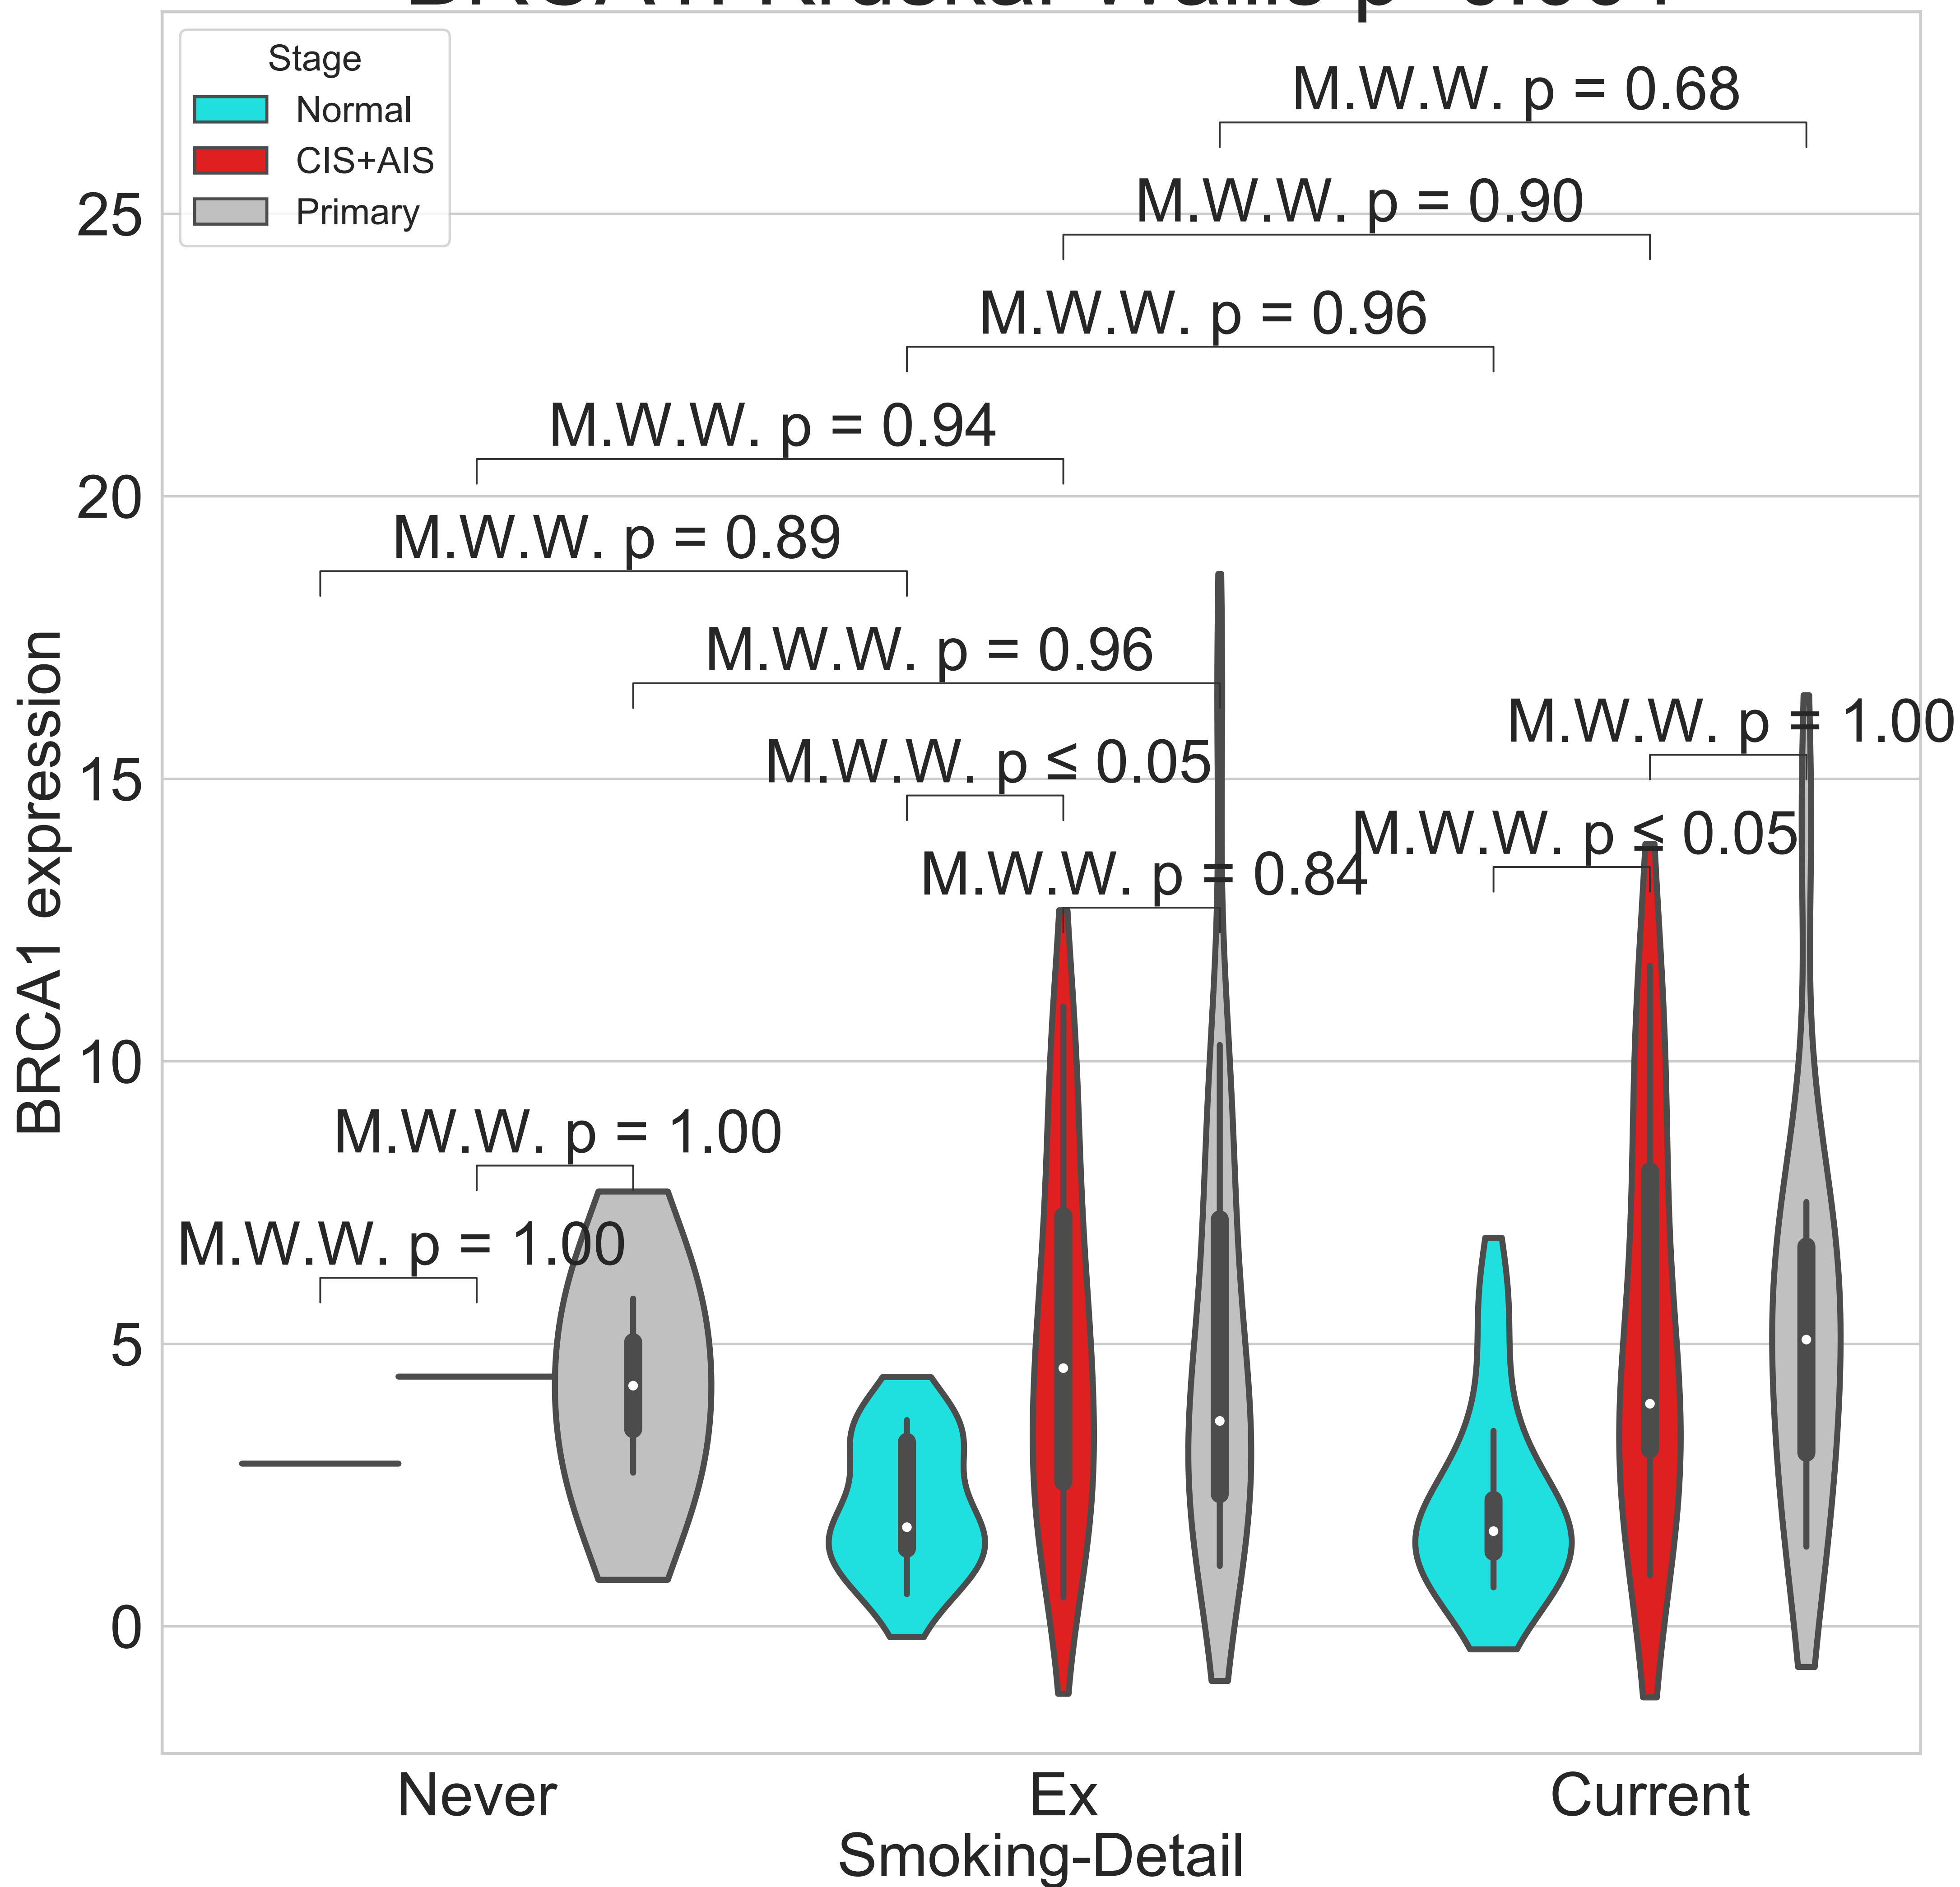 Stage
Normal
CIS+AIS
Primary
M.W.W. p = 0.68
M.W.W. p = 0.90
M.W.W. p = 0.96
M.W.W. p = 0.94
M.W.W. p = 0.89
M.W.W. p = 0.96
M.W.W. p = 1.00
M.W.W. p ≤ 0.05
M.W.W. p ≤ 0.05
M.W.W. p = 0.84
M.W.W. p = 1.00
M.W.W. p = 1.00
25
20
15
10
5
0
BRCA1 expression
Never
Ex
Current
Smoking-Detail